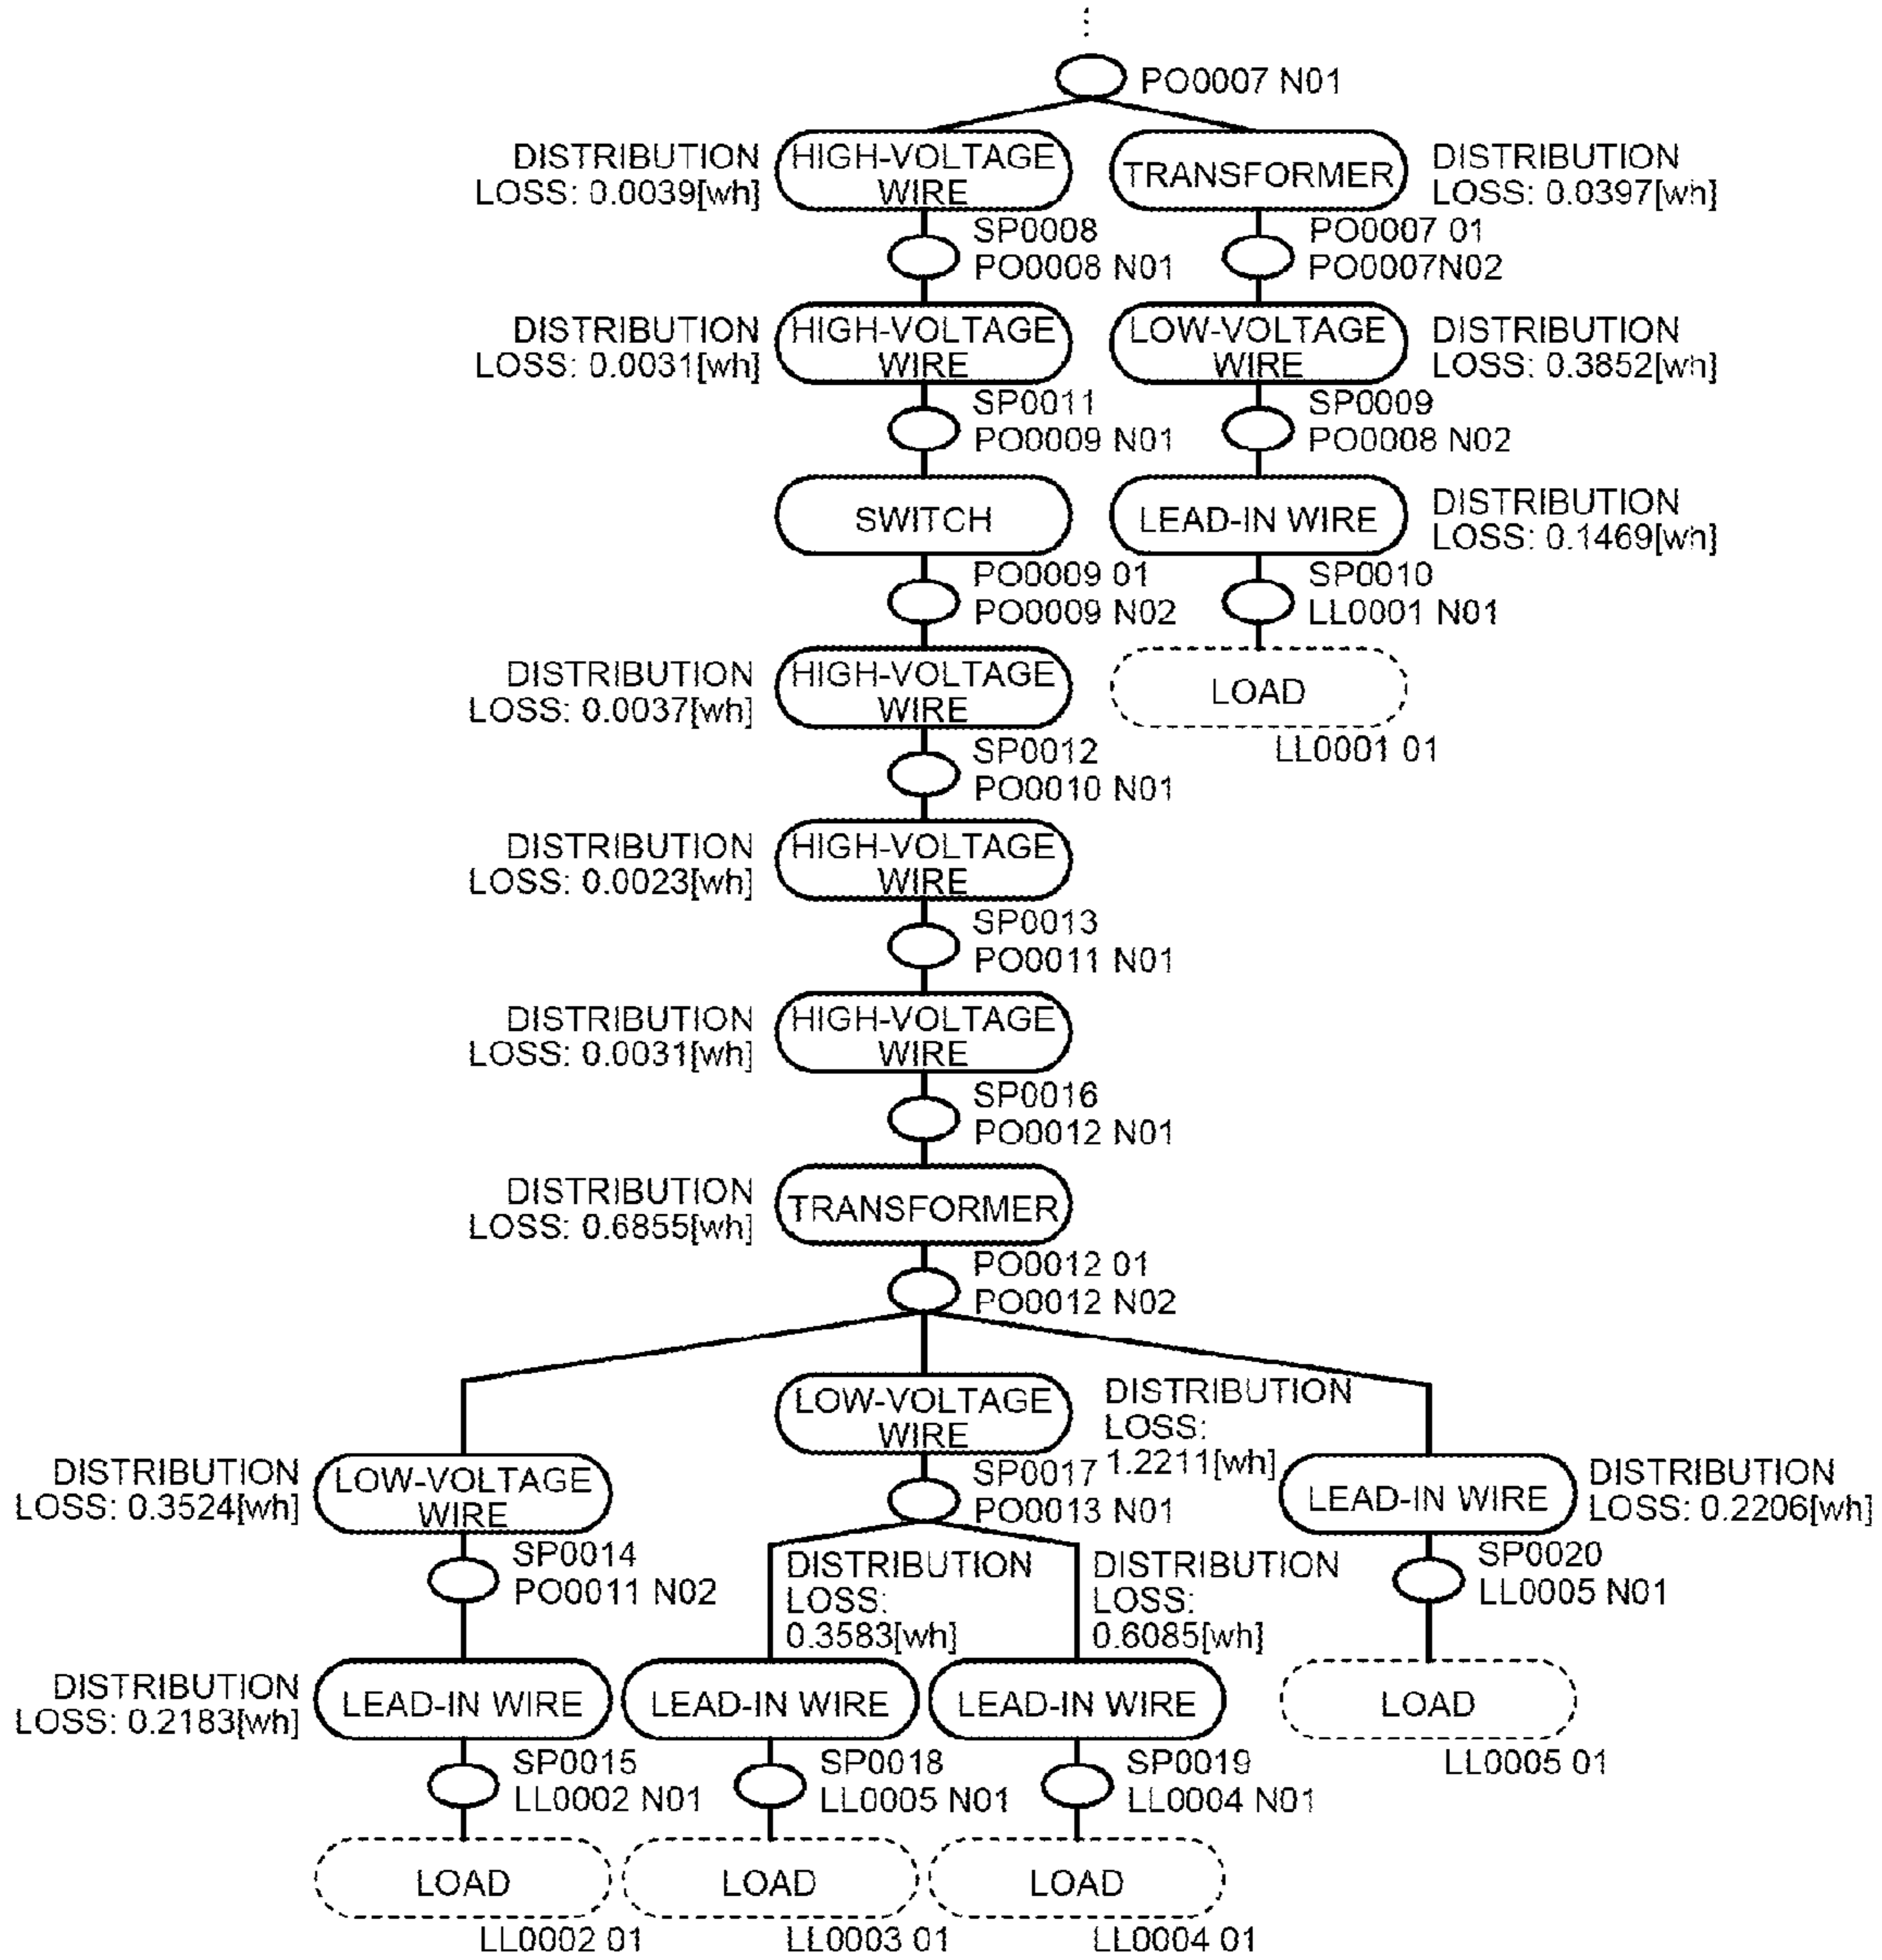 PO0007 N01
DISTRIBUTION
LOSS: 0.0039[wh]
HIGH-VOLTAGE
WIRE
TRANSFORMER
DISTRIBUTION
LOSS: 0.0397[wh]
SP0008
PO0008 N01
PO0007 01
PO0007N02
DISTRIBUTION
LOSS: 0.0031[wh]
HIGH-VOLTAGE
WIRE
LOW-VOLTAGE
WIRE
DISTRIBUTION
LOSS: 0.3852[wh]
SP0011
PO0009 N01
SP0009
PO0008 N02
SWITCH
LEAD-IN WIRE
DISTRIBUTION
LOSS: 0.1469[wh]
PO0009 01
PO0009 N02
SP0010
LL0001 N01
DISTRIBUTION
LOSS: 0.0037[wh]
HIGH-VOLTAGE
WIRE
LOAD
LL0001 01
SP0012
PO0010 N01
DISTRIBUTION
LOSS: 0.0023[wh]
HIGH-VOLTAGE
WIRE
SP0013
PO0011 N01
DISTRIBUTION
LOSS: 0.0031[wh]
HIGH-VOLTAGE
WIRE
SP0016
PO0012 N01
DISTRIBUTION
LOSS: 0.6855[wh]
TRANSFORMER
PO0012 01
PO0012 N02
LOW-VOLTAGE
WIRE
DISTRIBUTION
LOSS:
1.2211[wh]
DISTRIBUTION
LOSS: 0.3524[wh]
LOW-VOLTAGE
WIRE
SP0017
PO0013 N01
LEAD-IN WIRE
DISTRIBUTION
LOSS: 0.2206[wh]
SP0014
PO0011 N02
DISTRIBUTION
LOSS:
0.3583[wh]
DISTRIBUTION
LOSS:
0.6085[wh]
SP0020
LL0005 N01
DISTRIBUTION
LOSS: 0.2183[wh]
LEAD-IN WIRE
LEAD-IN WIRE
LEAD-IN WIRE
LOAD
LL0005 01
SP0015
LL0002 N01
SP0018
LL0005 N01
SP0019
LL0004 N01
LOAD
LOAD
LOAD
LL0002 01
LL0003 01
LL0004 01